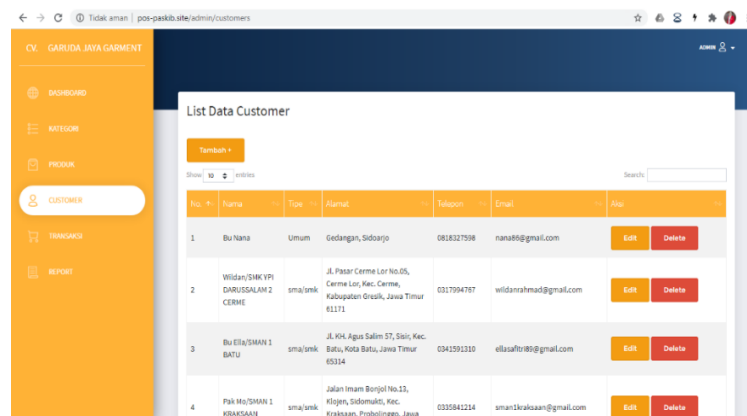 Tidak aman | pos-paskib.site/admin/customers
CV. GARUDA JAYA GARMENT
ADMIN
DASHBOARD
KATEGORI
PRODUK
CUSTOMER
TRANSAKSI
REPORT
List Data Customer
Tambah +
Show 10 entries
Search:
No. Nama Tipe Alamat Telepon Email Aksi
1 Bu Nana Umum Gedangan, Sidoarjo 0818327598 nana86@gmail.com Edit Delete
2 Wildan/SMK YPI DARUSSALAM 2 CERME sma/smk Jl. Pasar Cerme Lor No.05, Cerme Lor, Kec. Cerme, Kabupaten Gresik, Jawa Timur 61171 0317994767 wildanrahmad@gmail.com Edit Delete
3 Bu Ella/SMAN 1 BATU sma/smk Jl. KH. Agus Salim 57, Sisir, Kec. Batu, Kota Batu, Jawa Timur 65314 0341591310 ellasafitri89@gmail.com Edit Delete
4 Pak Mo/SMAN 1 KRAKSAAN sma/smk Jalan Imam Bonjol No.13, Klojen, Sidomukti, Kec. Kraksaan, Probolinggo, Jawa 0335841214 sman1kraksaan@gmail.com Edit Delete